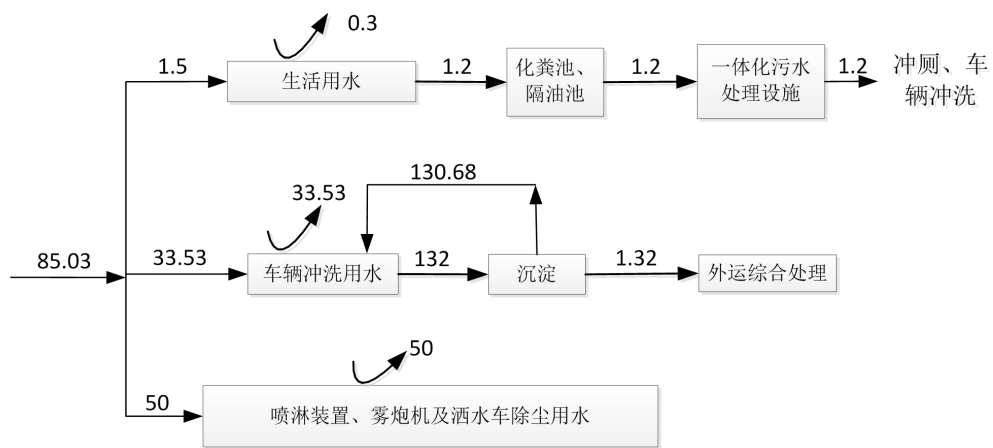 0.3
1.5
生活用水
1.2
化粪池、
隔油池
1.2
一体化污水
处理设施
1.2
冲厕、车
辆冲洗
130.68
33.53
85.03
33.53
车辆冲洗用水
132
沉淀
1.32
外运综合处理
50
50
喷淋装置、雾炮机及洒水车除尘用水